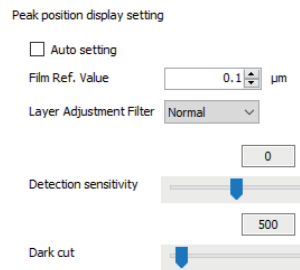 Peak position display setting
Auto setting
Film Ref. Value 0.1 µm
Layer Adjustment Filter Normal
0
Detection sensitivity
500
Dark cut